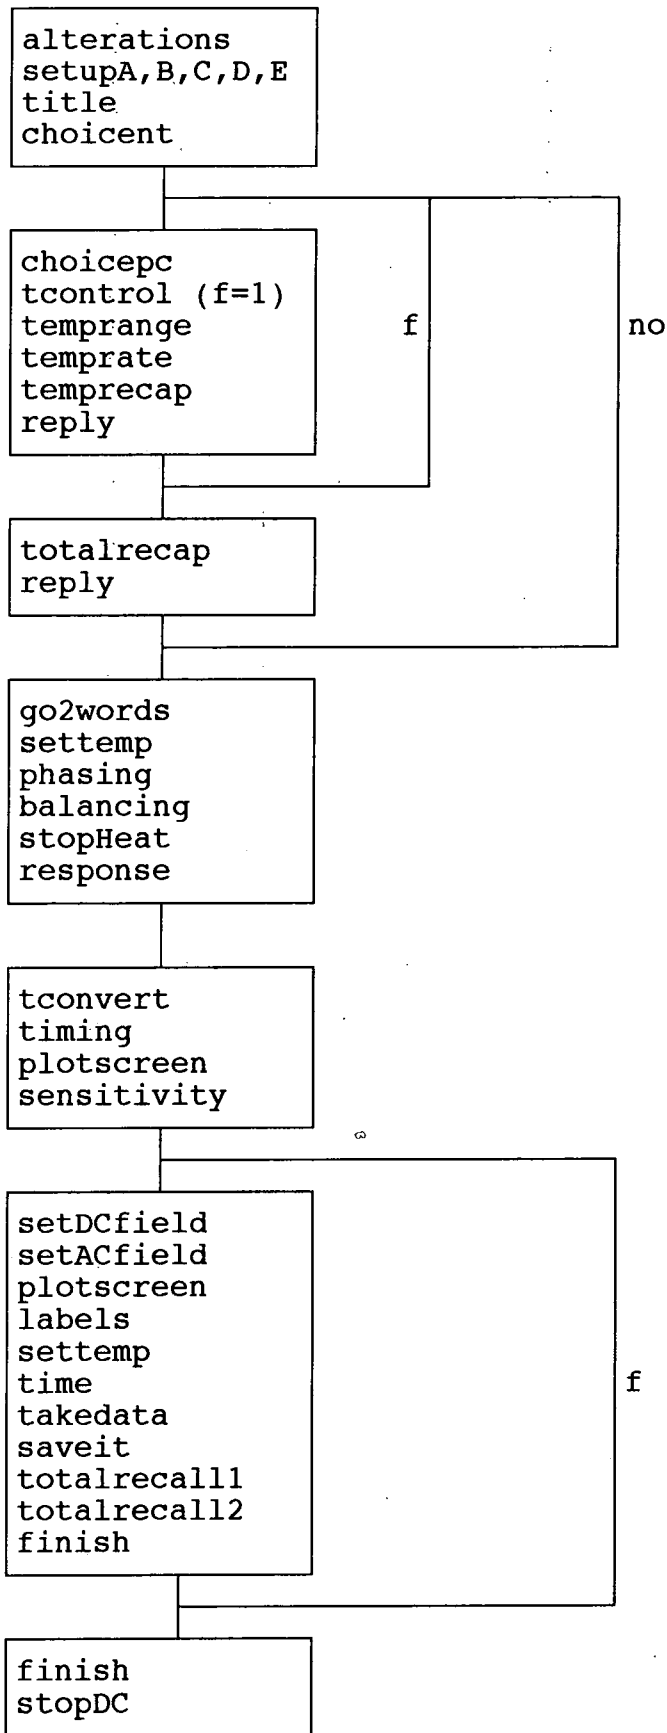 alterations
setupA,B,C,D,E
title
choicent
choicepc
tcontrol (f=1)
temprange
temprate
temprecap
reply
f
no
totalrecap
reply
go2words
settemp
phasing
balancing
stopHeat
response
tconvert
timing
plotscreen
sensitivity
setDCfield
setACfield
plotscreen
labels
settemp
time
takedata
saveit
totalrecall1
totalrecall2
finish
f
finish
stopDC